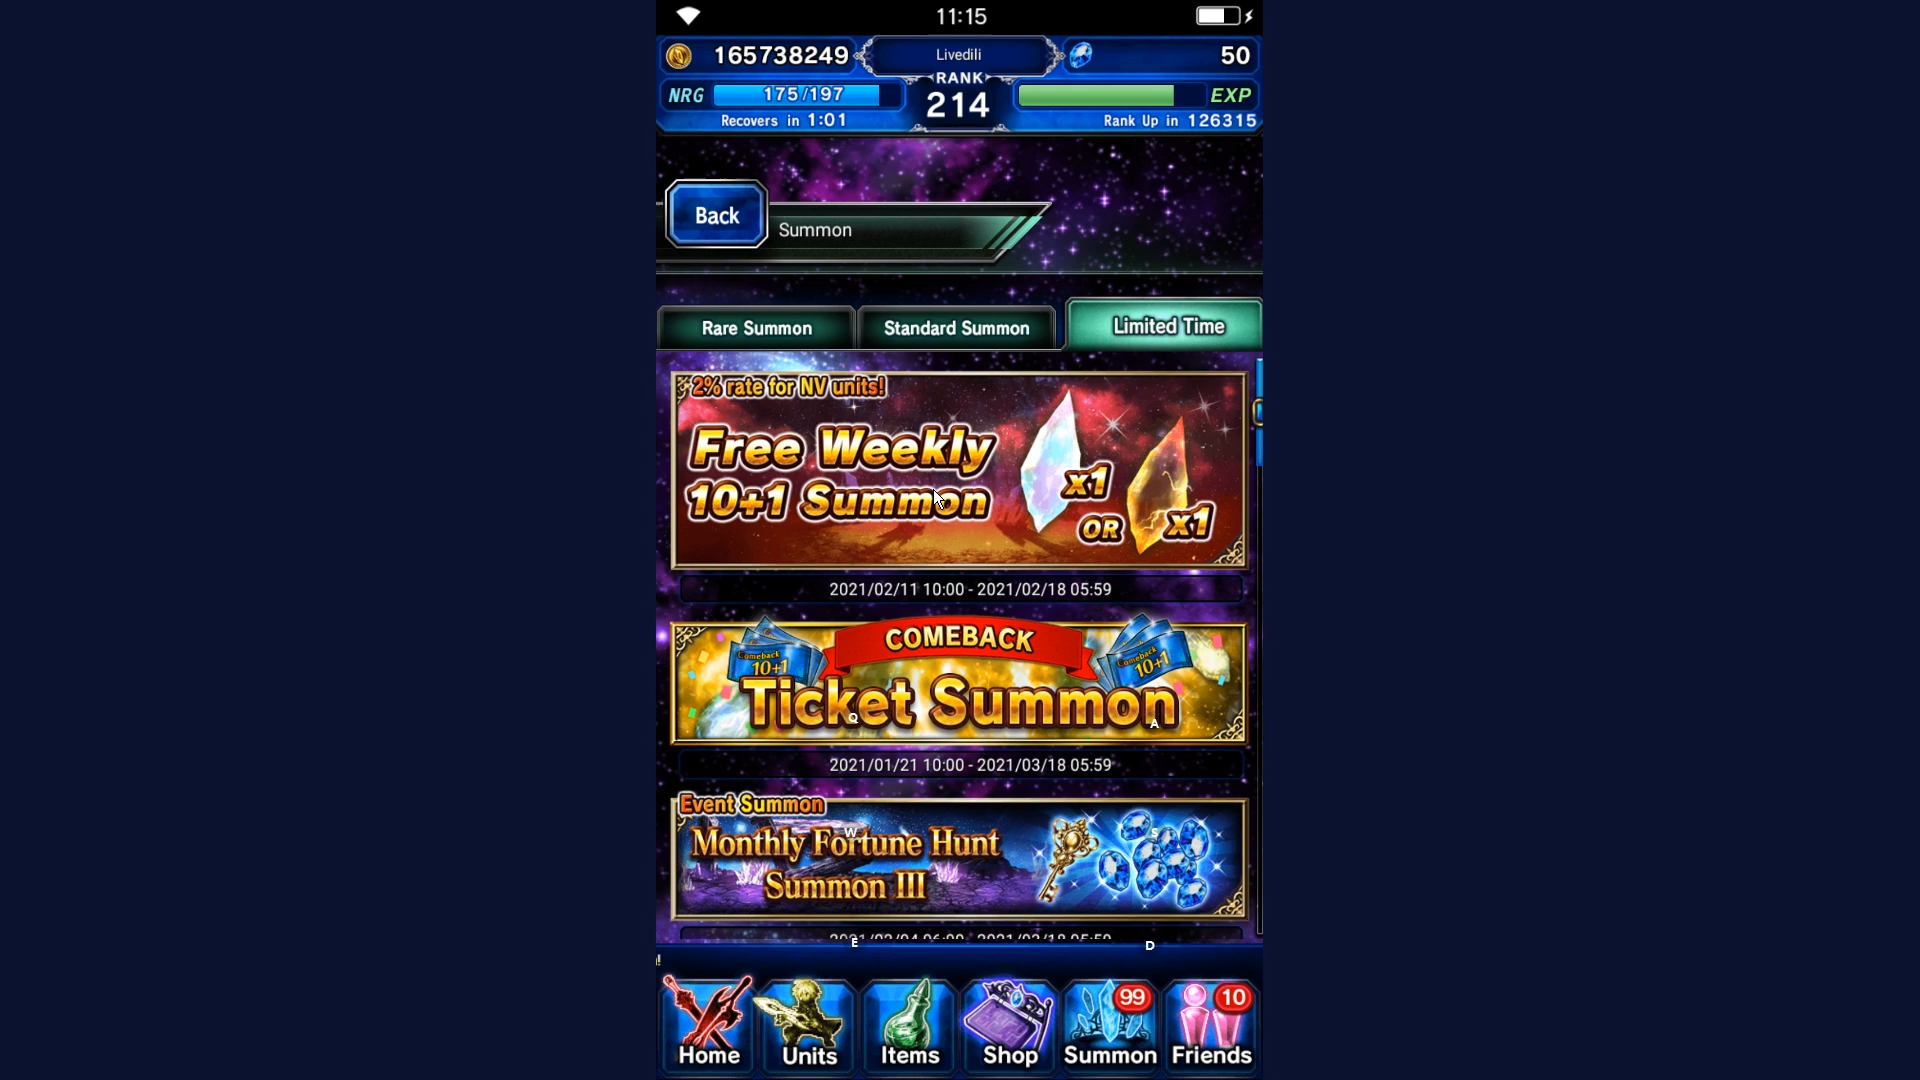 11:15
165738249
Livedili
50
RANK
214
NRG
175/197
EXP
Recovers in 1:01
Rank Up in 126315
Back
Summon
Rare Summon
Standard Summon
Limited Time
2% rate for NV units!
Free Weekly
10+1 Summon
x1
OR
x1
2021/02/11 10:00 - 2021/02/18 05:59
COMEBACK
Comeback
10+1
Comeback
10+1
Ticket Summon
Q
A
2021/01/21 10:00 - 2021/03/18 05:59
Event Summon
Monthly Fortune Hunt
Summon III
W
S
E
D
!
99
10
Home
Units
Items
Shop
Summon
Friends